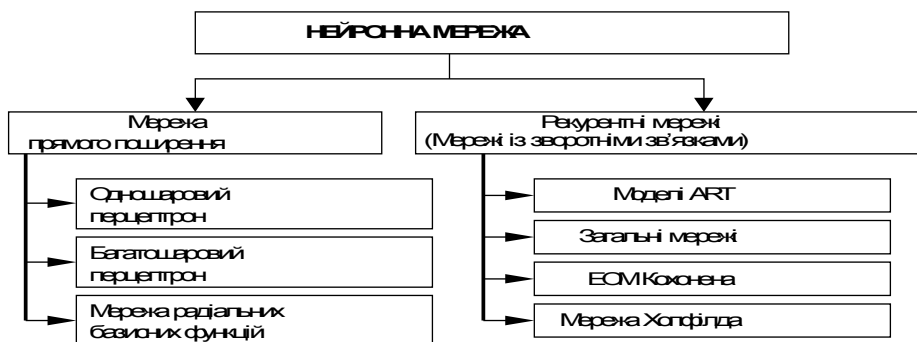 НЕЙРОННА МЕРЕЖА
Мережа
прямого поширення
Одношаровий
перцептрон
Багатошаровий
перцептрон
Мережа радіальних
базисних функцій
Рекурентні мережі
(Мережі із зворотніми зв’язками)
Моделі ART
Загальні мережі
ЕОМ Кохонена
Мережа Хопфілда